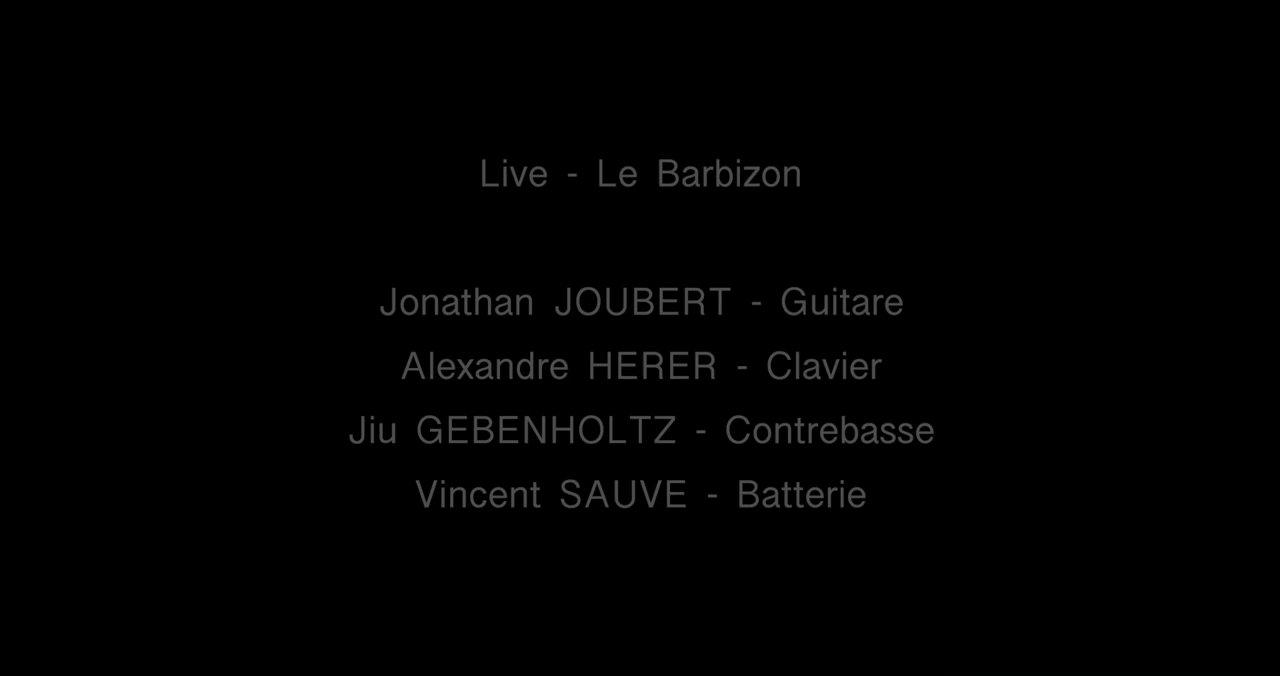 Live - Le Barbizon
Jonathan JOUBERT - Guitare
Alexandre HERER - Clavier
Jiu GEBENHOLTZ - Contrebasse
Vincent SAUVE - Batterie